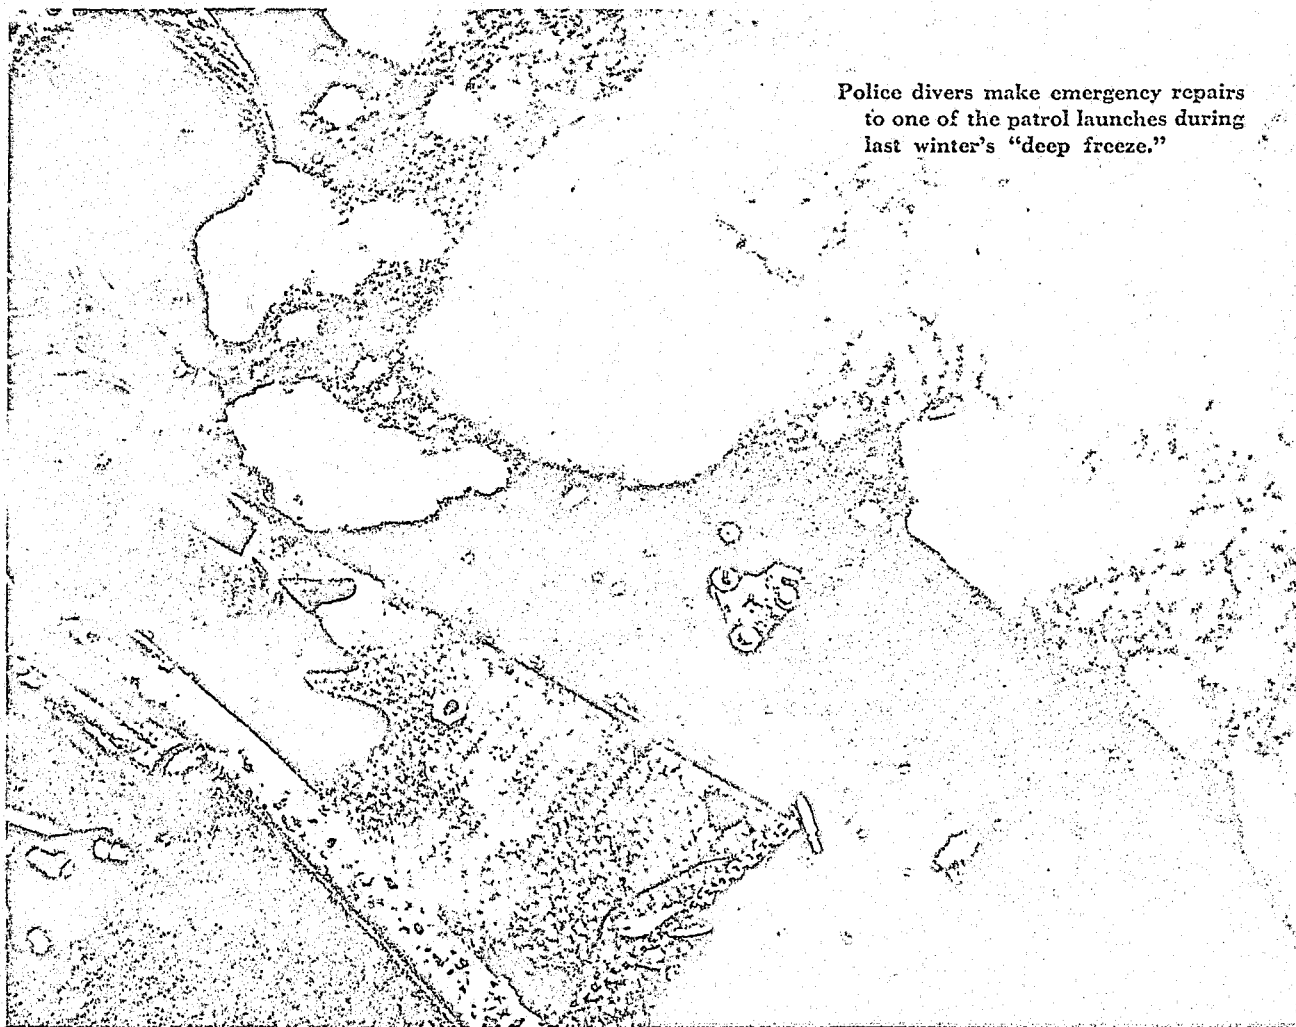 Police divers make emergency repairs
to one of the patrol launches during
last winter's “deep freeze.”